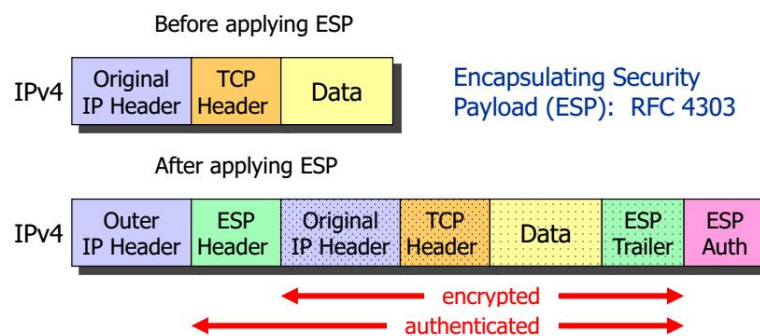 Before applying ESP
IPv4
Original
IP Header
TCP
Header
Data
Encapsulating Security
Payload (ESP): RFC 4303
After applying ESP
IPv4
Outer
IP Header
ESP
Header
Original
IP Header
TCP
Header
Data
ESP
Trailer
ESP
Auth
encrypted
authenticated